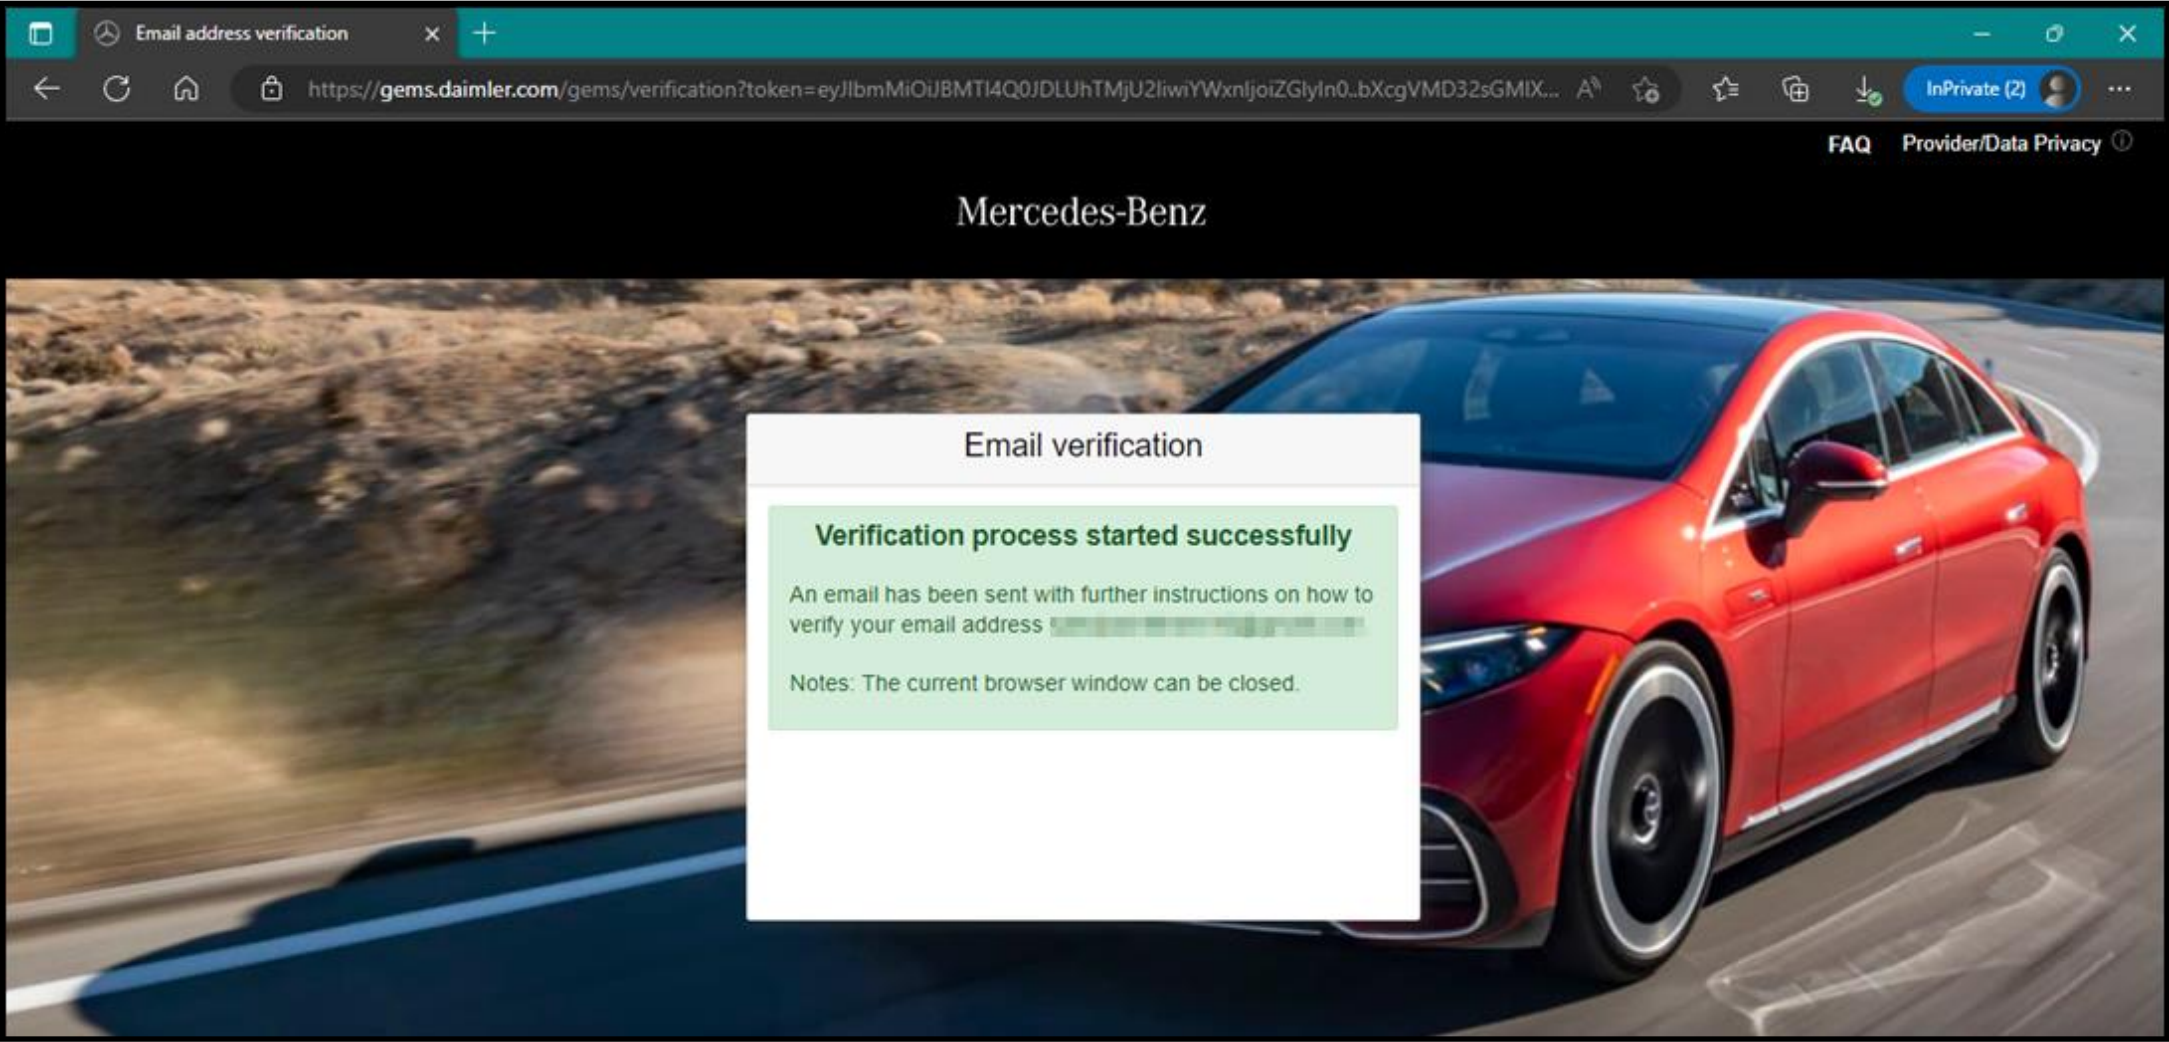 Email address verification
https://gems.daimler.com/gems/verification?token=eyJlbmMiOiJBMTI4Q0JDLUhTMjU2IiwiYWxnIjoiZGlyIn0..bXcgVMD32sGMIX...
InPrivate (2)
FAQ Provider/Data Privacy
Mercedes-Benz
Email verification
Verification process started successfully
An email has been sent with further instructions on how to
verify your email address
Notes: The current browser window can be closed.